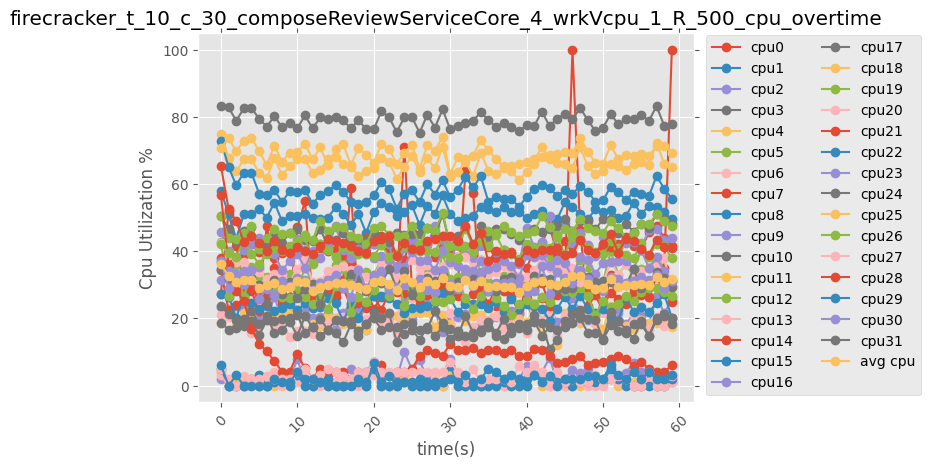 firecracker_t_10_c_30_composeReviewServiceCore_4_wrkVcpu_1_R_500_cpu_overtime
Cpu Utilization %
100
80
60
40
20
0
0
10
20
30
40
50
60
time(s)
cpu0
cpu1
cpu2
cpu3
cpu4
cpu5
cpu6
cpu7
cpu8
cpu9
cpu10
cpu11
cpu12
cpu13
cpu14
cpu15
cpu16
cpu17
cpu18
cpu19
cpu20
cpu21
cpu22
cpu23
cpu24
cpu25
cpu26
cpu27
cpu28
cpu29
cpu30
cpu31
avg cpu